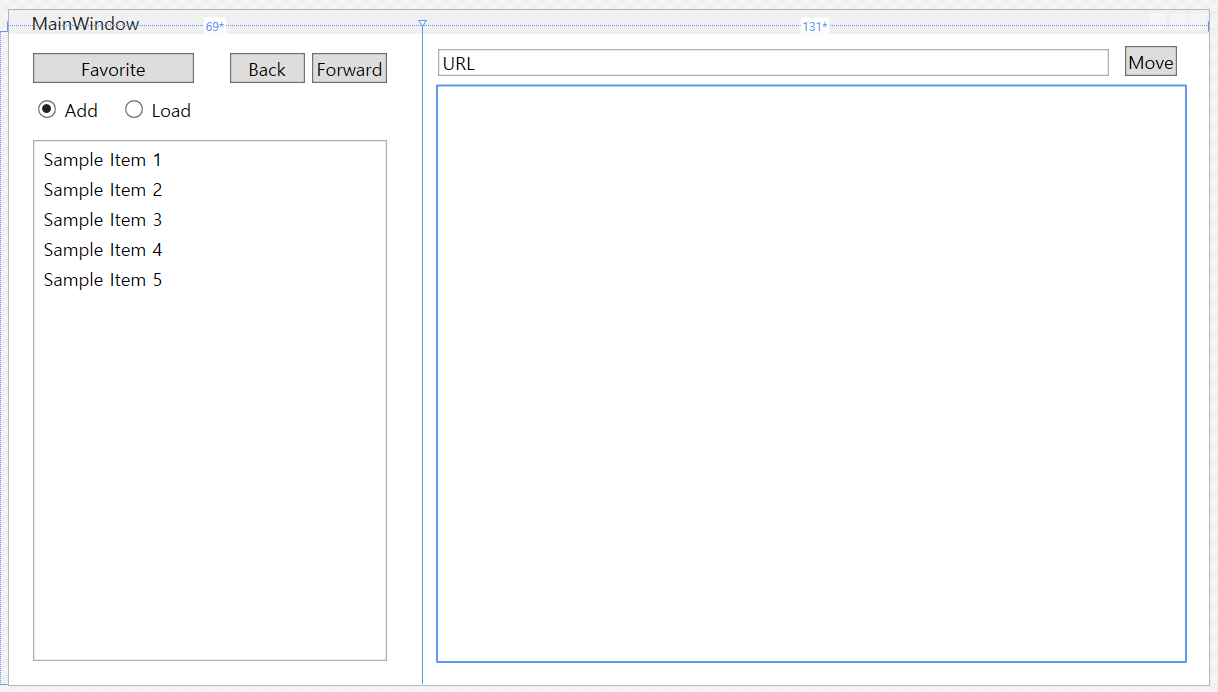 MainWindow
69*
131*
Favorite
Back
Forward
URL
Move
Add
Load
Sample Item 1
Sample Item 2
Sample Item 3
Sample Item 4
Sample Item 5